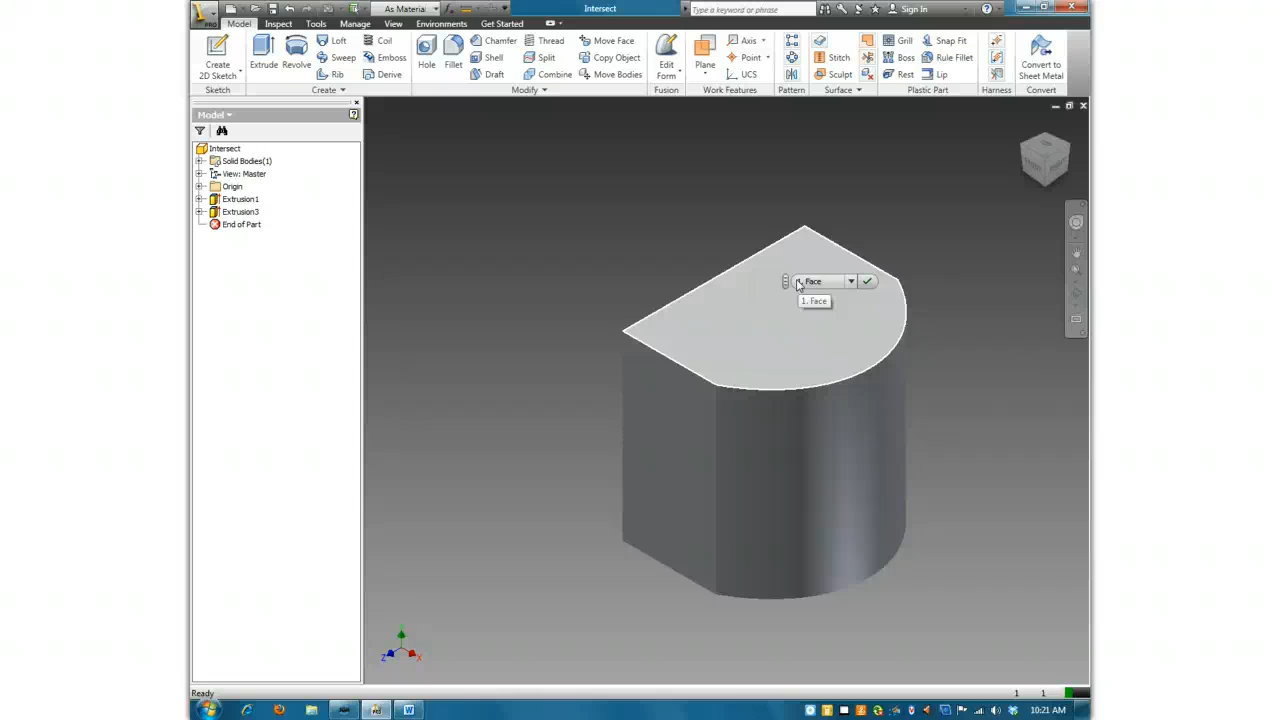 As Material
Intersect
Type a keyword or phrase
Sign In
PRO
Model
Inspect
Tools
Manage
View
Environments
Get Started
Create
2D Sketch
Extrude
Revolve
Loft
Sweep
Rib
Coil
Emboss
Derive
Hole
Fillet
Chamfer
Shell
Draft
Thread
Split
Combine
Move Face
Copy Object
Move Bodies
Edit
Form
Plane
Axis
Point
UCS
Stitch
Sculpt
Grill
Boss
Rest
Snap Fit
Rule Fillet
Lip
Convert to
Sheet Metal
Sketch
Create
Modify
Fusion
Work Features
Pattern
Surface
Plastic Part
Harness
Convert
Model
Intersect
Solid Bodies(1)
View: Master
Origin
Extrusion1
Extrusion3
End of Part
Face
1. Face
Z
X
Ready
1 1
10:21 AM